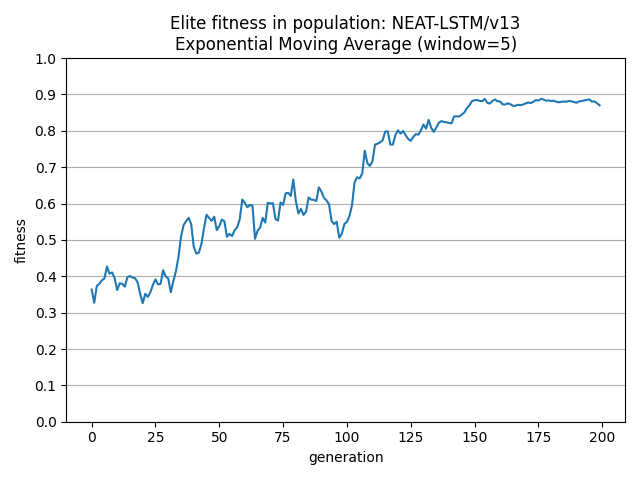 Elite fitness in population: NEAT-LSTM/v13
Exponential Moving Average (window=5)
1.0
0.9
0.8
0.7
0.6
0.5
0.4
0.3
0.2
0.1
0.0
fitness
0 25 50 75 100 125 150 175 200
generation